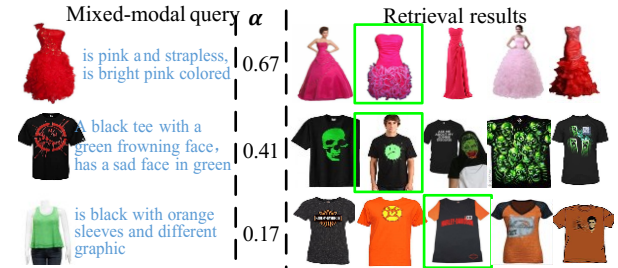 Mixed-modal query α Retrieval results
is pink and strapless,
is bright pink colored
0.67
A black tee with a
green frowning face,
has a sad face in green
0.41
is black with orange
sleeves and different
graphic
0.17